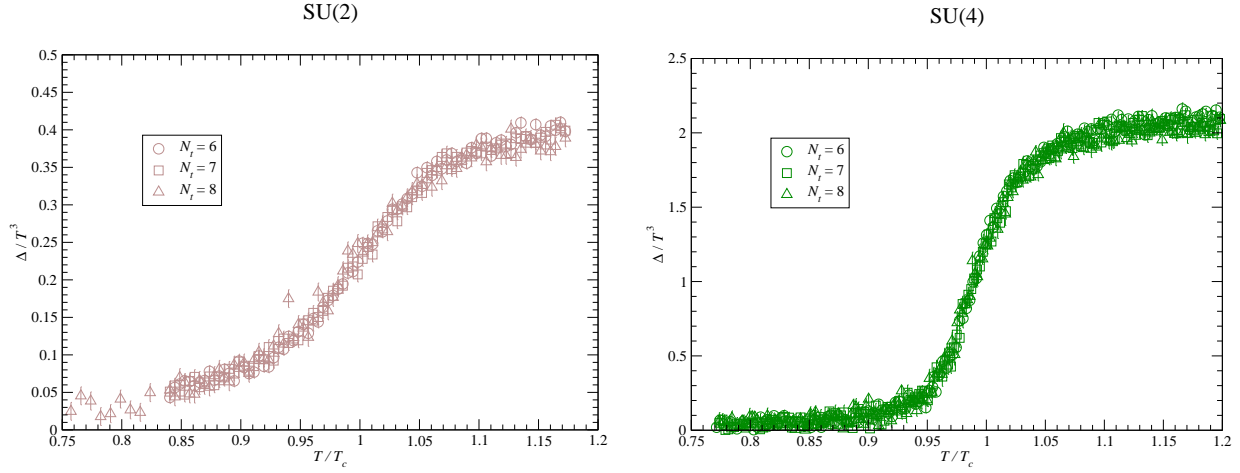 SU(2)
0.5
0.45
0.4
0.35
0.3
0.25
0.2
0.15
0.1
0.05
0
Δ / T³
N_t = 6
N_t = 7
N_t = 8
0.75 0.8 0.85 0.9 0.95 1 1.05 1.1 1.15 1.2
T / T_c
SU(4)
2.5
2
1.5
1
0.5
0
Δ / T³
N_t = 6
N_t = 7
N_t = 8
0.75 0.8 0.85 0.9 0.95 1 1.05 1.1 1.15 1.2
T / T_c